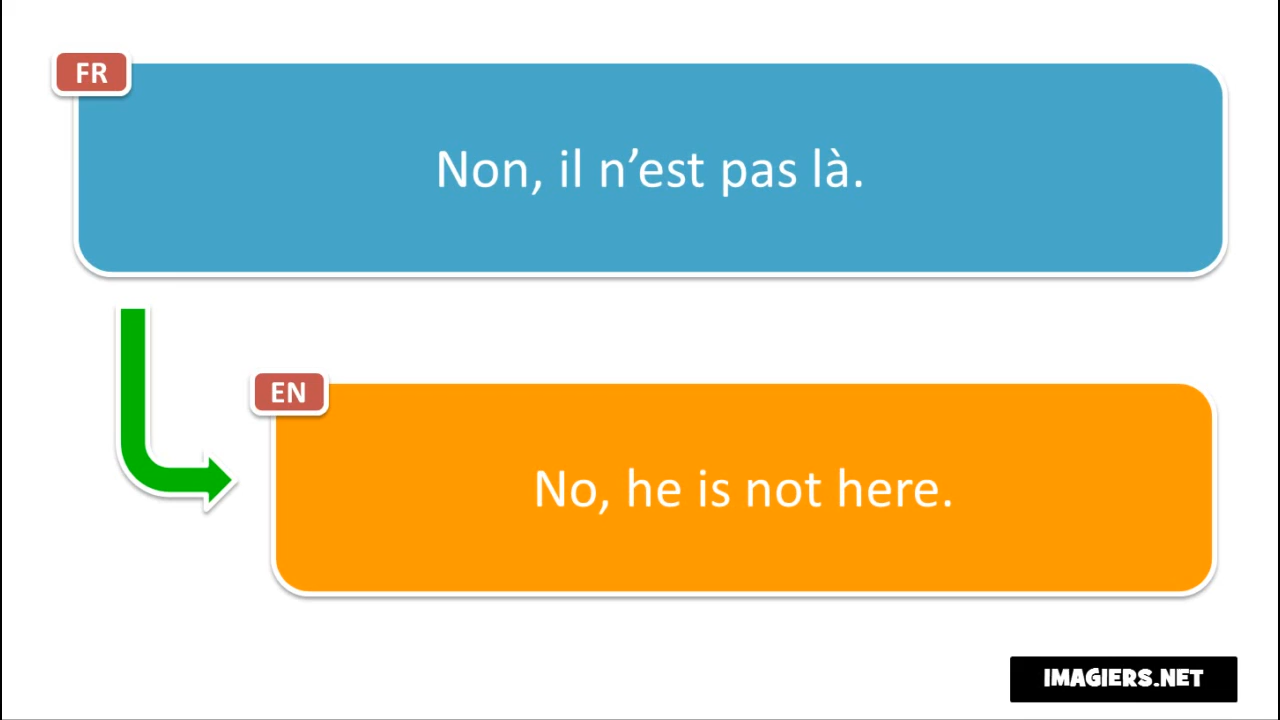 FR
Non, il n’est pas là.
EN
No, he is not here.
IMAGIERS.NET